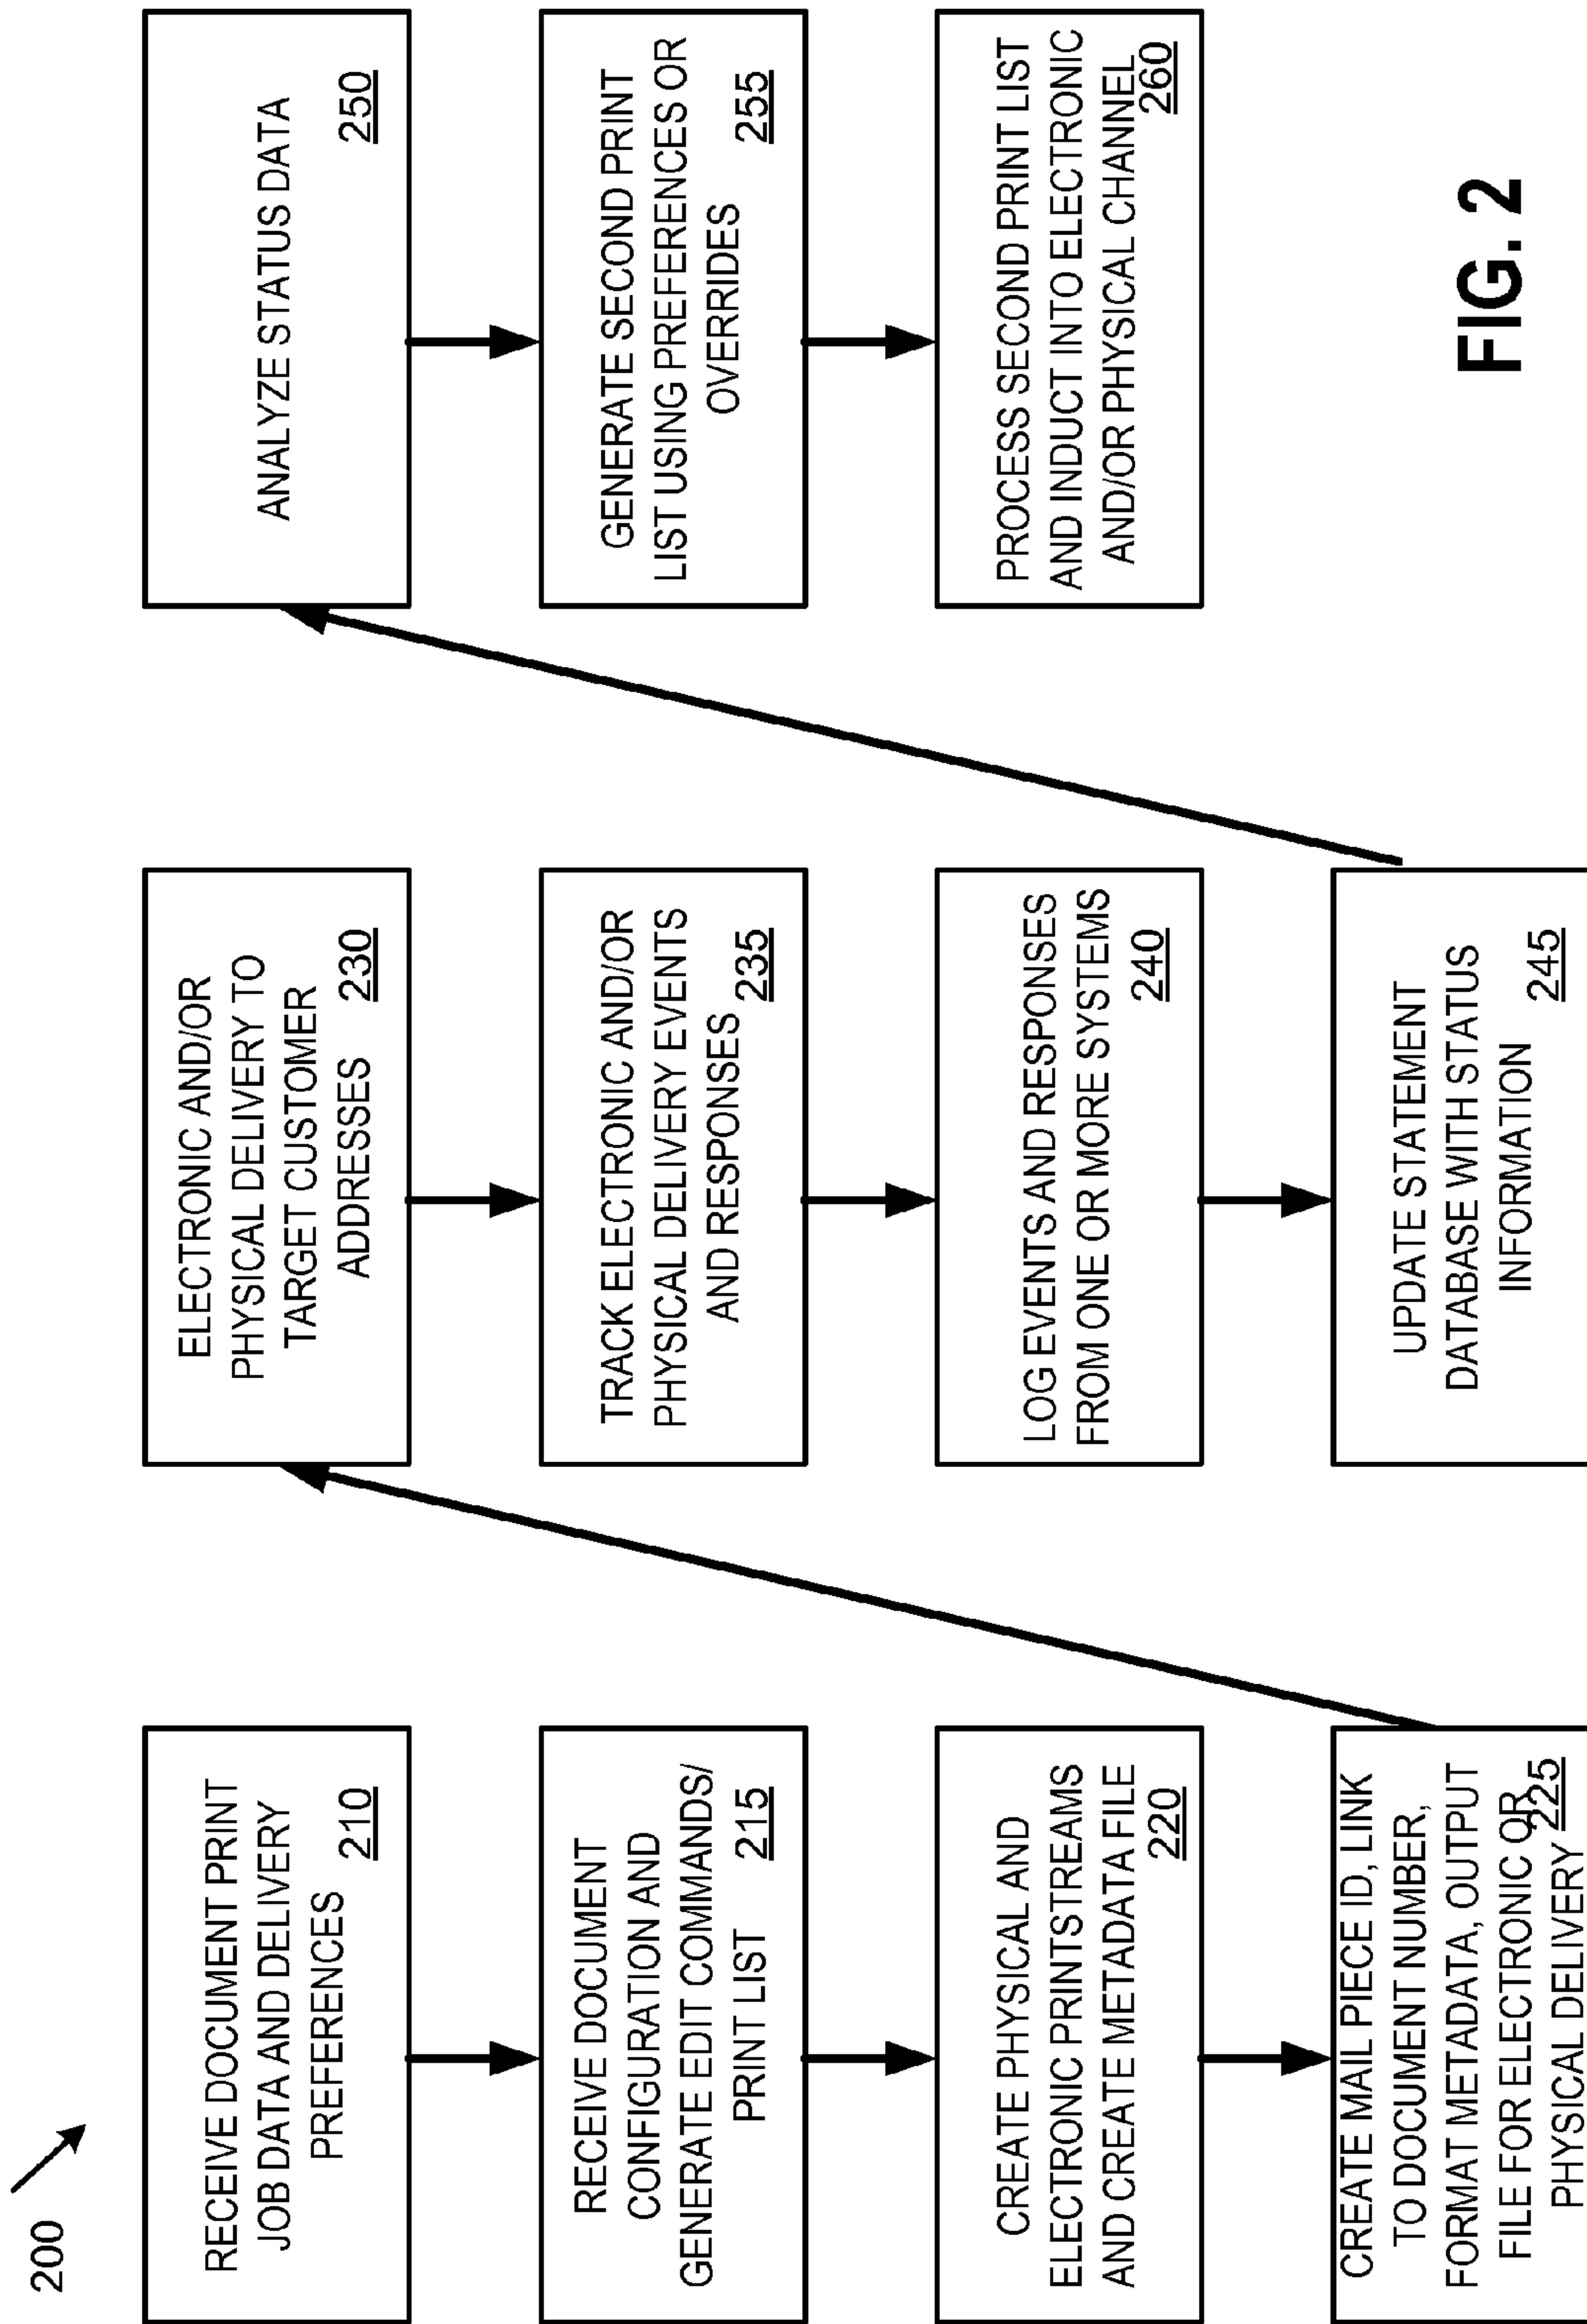 200
RECEIVE DOCUMENT PRINT
JOB DATA AND DELIVERY
PREFERENCES
210
RECEIVE DOCUMENT
CONFIGURATION AND
GENERATE EDIT COMMANDS/
PRINT LIST
215
CREATE PHYSICAL AND
ELECTRONIC PRINTSTREAMS
AND CREATE METADATA FILE
220
CREATE MAIL PIECE ID, LINK
TO DOCUMENT NUMBER,
FORMAT METADATA, OUTPUT
FILE FOR ELECTRONIC OR
PHYSICAL DELIVERY
225
ELECTRONIC AND/OR
PHYSICAL DELIVERY TO
TARGET CUSTOMER
ADDRESSES
230
TRACK ELECTRONIC AND/OR
PHYSICAL DELIVERY EVENTS
AND RESPONSES
235
LOG EVENTS AND RESPONSES
FROM ONE OR MORE SYSTEMS
240
UPDATE STATEMENT
DATABASE WITH STATUS
INFORMATION
245
ANALYZE STATUS DATA
250
GENERATE SECOND PRINT
LIST USING PREFERENCES OR
OVERRIDES
255
PROCESS SECOND PRINT LIST
AND INDUCT INTO ELECTRONIC
AND/OR PHYSICAL CHANNEL
260
FIG. 2